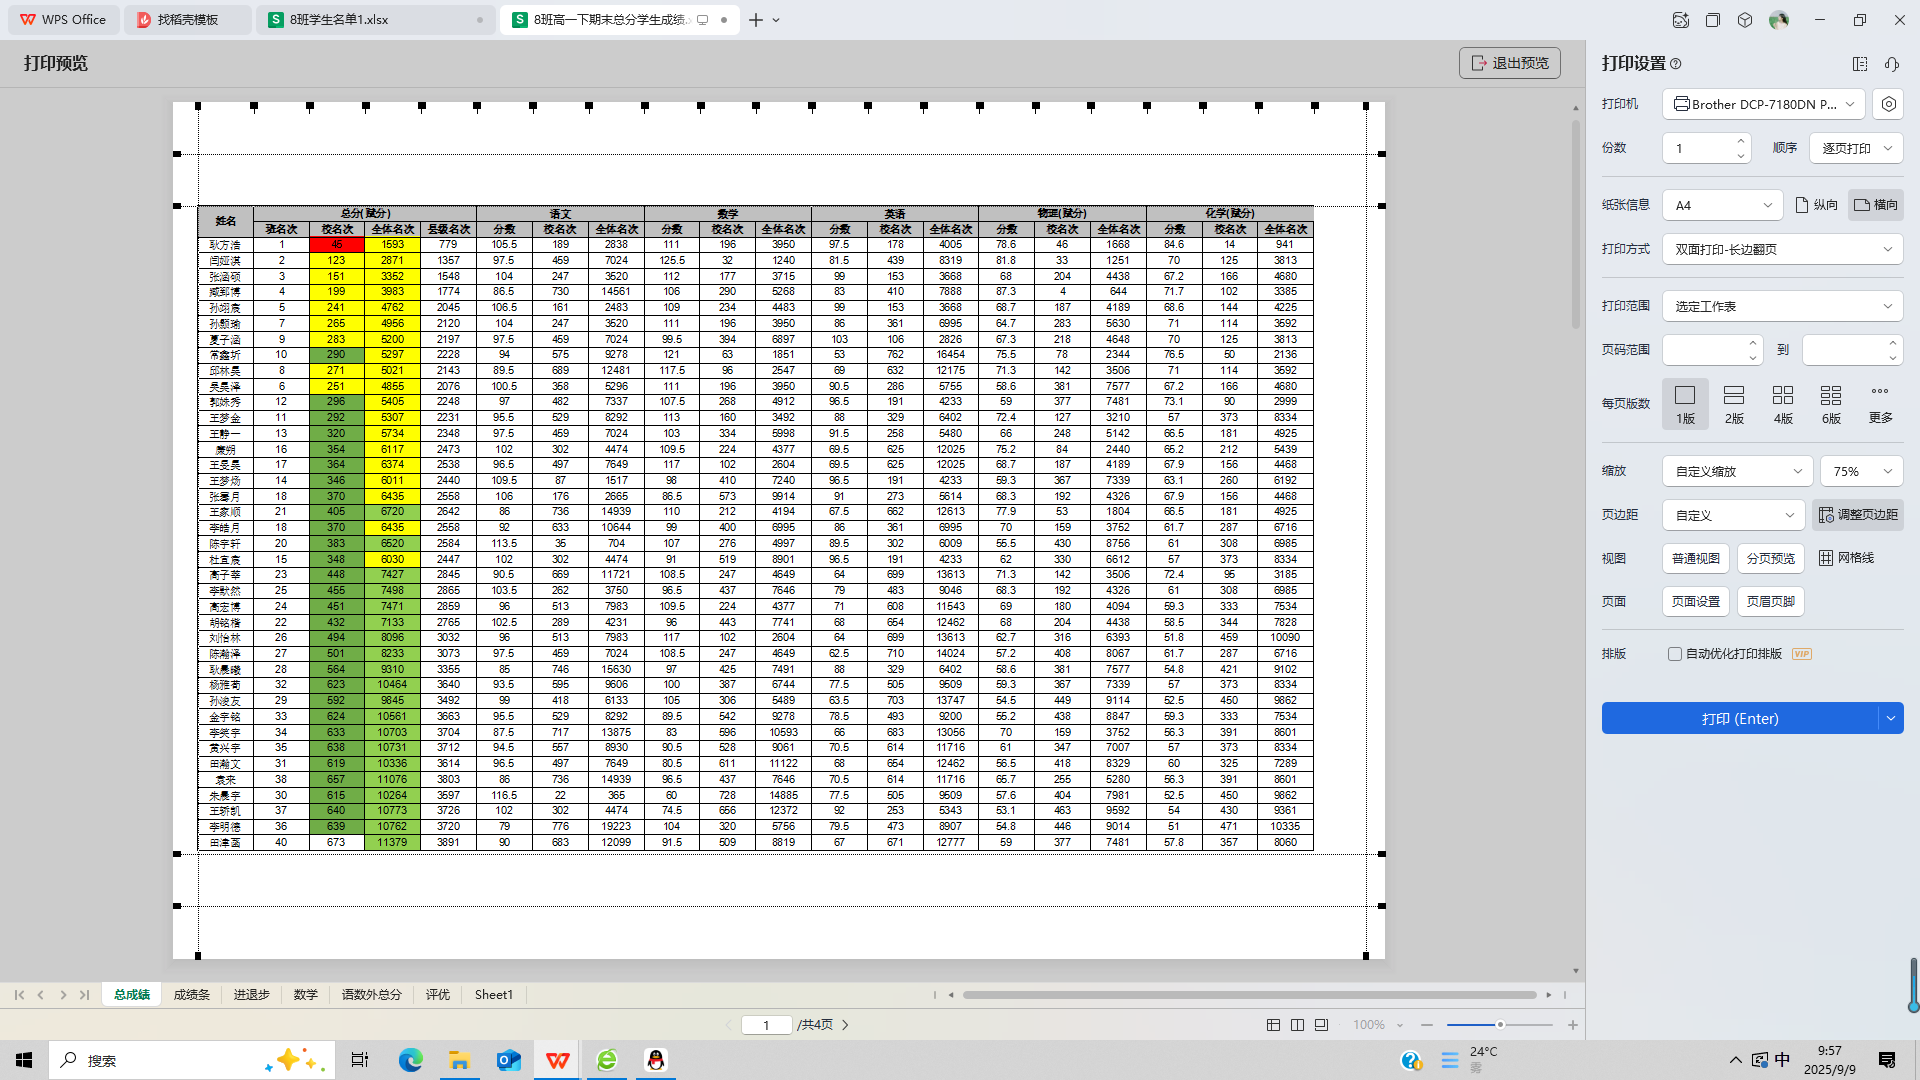 WPS Office 找稻壳模板 8班学生名单1.xlsx 8班高一下期末总分学生成绩.
打印预览 退出预览
姓名 总分(赋分) 语文 数学 英语 物理(赋分) 化学(赋分)
班名次 校名次 全体名次 县级名次 分数 校名次 全体名次 分数 校名次 全体名次 分数 校名次 全体名次 分数 校名次 全体名次 分数 校名次 全体名次
耿方浩 1 45 1593 779 105.5 189 2838 111 196 3950 97.5 178 4005 78.6 46 1668 84.6 14 941
闫娅淇 2 123 2871 1357 97.5 459 7024 125.5 32 1240 81.5 439 8319 81.8 33 1251 70 125 3813
张涵硕 3 151 3352 1548 104 247 3520 112 177 3715 99 153 3668 68 204 4438 67.2 166 4680
臧郅博 4 199 3983 1774 86.5 730 14561 106 290 5268 83 410 7888 87.3 4 644 71.7 102 3385
孙翊宸 5 241 4762 2045 106.5 161 2483 109 234 4483 99 153 3668 68.7 187 4189 68.6 144 4225
孙颢瑜 7 265 4956 2120 104 247 3520 111 196 3950 86 361 6995 64.7 283 5630 71 114 3592
夏子涵 9 283 5200 2197 97.5 459 7024 99.5 394 6897 103 106 2826 67.3 218 4648 70 125 3813
常鑫圻 10 290 5297 2228 94 575 9278 121 63 1851 53 762 16454 75.5 78 2344 76.5 50 2136
邱林昊 8 271 5021 2143 89.5 689 12481 117.5 96 2547 69 632 12175 71.3 142 3506 71 114 3592
吴昊泽 6 251 4855 2076 100.5 358 5296 111 196 3950 90.5 286 5755 58.6 381 7577 67.2 166 4680
郭姝秀 12 296 5405 2248 97 482 7337 107.5 268 4912 96.5 191 4233 59 377 7481 73.1 90 2999
王梦金 11 292 5307 2231 95.5 529 8292 113 160 3492 88 329 6402 72.4 127 3210 57 373 8334
王静一 13 320 5734 2348 97.5 459 7024 103 334 5998 91.5 258 5480 66 248 5142 66.5 181 4925
廉朔 16 354 6117 2473 102 302 4474 109.5 224 4377 69.5 625 12025 75.2 84 2440 65.2 212 5439
王旻昊 17 364 6374 2538 96.5 497 7649 117 102 2604 69.5 625 12025 68.7 187 4189 67.9 156 4468
王梦炀 14 346 6011 2440 109.5 87 1517 98 410 7240 96.5 191 4233 59.3 367 7339 63.1 260 6192
张骞月 18 370 6435 2558 106 176 2665 86.5 573 9914 91 273 5614 68.3 192 4326 67.9 156 4468
王家顺 21 405 6720 2642 86 736 14939 110 212 4194 67.5 662 12613 77.9 53 1804 66.5 181 4925
李皓月 18 370 6435 2558 92 633 10644 99 400 6995 86 361 6995 70 159 3752 61.7 287 6716
陈宇轩 20 383 6520 2584 113.5 35 704 107 276 4997 89.5 302 6009 55.5 430 8756 61 308 6985
杜宜宸 15 348 6030 2447 102 302 4474 91 519 8901 96.5 191 4233 62 330 6612 57 373 8334
高子莘 23 448 7427 2845 90.5 669 11721 108.5 247 4649 64 699 13613 71.3 142 3506 72.4 95 3185
李默然 25 455 7498 2865 103.5 262 3750 96.5 437 7646 79 483 9046 68.3 192 4326 61 308 6985
高宏博 24 451 7471 2859 96 513 7983 109.5 224 4377 71 608 11543 69 180 4094 59.3 333 7534
胡铭楷 22 432 7133 2765 102.5 289 4231 96 443 7741 68 654 12462 68 204 4438 58.5 344 7828
刘怡林 26 494 8096 3032 96 513 7983 117 102 2604 64 699 13613 62.7 316 6393 51.8 459 10090
陈瀚泽 27 501 8233 3073 97.5 459 7024 108.5 247 4649 62.5 710 14024 57.2 408 8067 61.7 287 6716
耿晨曦 28 564 9310 3355 85 746 15630 97 425 7491 88 329 6402 58.6 381 7577 54.8 421 9102
杨雅萄 32 623 10464 3640 93.5 595 9606 100 387 6744 77.5 505 9509 59.3 367 7339 57 373 8334
孙浚友 29 592 9845 3492 99 418 6133 105 306 5489 63.5 703 13747 54.5 449 9114 52.5 450 9862
金宇铭 33 624 10561 3663 95.5 529 8292 89.5 542 9278 78.5 493 9200 55.2 438 8847 59.3 333 7534
李奕宇 34 633 10703 3704 87.5 717 13875 83 596 10593 66 683 13056 70 159 3752 56.3 391 8601
黄兴宇 35 638 10731 3712 94.5 557 8930 90.5 528 9061 70.5 614 11716 61 347 7007 57 373 8334
田瀚文 31 619 10336 3614 96.5 497 7649 80.5 611 11122 68 654 12462 56.5 418 8329 60 325 7289
袁来 38 657 11076 3803 86 736 14939 96.5 437 7646 70.5 614 11716 65.7 255 5280 56.3 391 8601
朱晨宇 30 615 10264 3597 116.5 22 365 60 728 14885 77.5 505 9509 57.6 404 7981 52.5 450 9862
王骄凯 37 640 10773 3726 102 302 4474 74.5 656 12372 92 253 5343 53.1 463 9592 54 430 9361
李明德 36 639 10762 3720 79 776 19223 104 320 5756 79.5 473 8907 54.8 446 9014 51 471 10335
田津菡 40 673 11379 3891 90 683 12099 91.5 509 8819 67 671 12777 59 377 7481 57.8 357 8060
总成绩 成绩条 进退步 数学 语数外总分 评优 Sheet1
1 /共4页 100%
打印设置
打印机 Brother DCP-7180DN P...
份数 1 顺序 逐页打印
纸张信息 A4 纵向 横向
打印方式 双面打印-长边翻页
打印范围 选定工作表
页码范围 到
每页版数 1版 2版 4版 6版 更多
缩放 自定义缩放 75%
页边距 自定义 调整页边距
视图 普通视图 分页预览 网格线
页面 页面设置 页眉页脚
排版 自动优化打印排版 VIP
打印 (Enter)
搜索 24°C 雾 中 9:57 2025/9/9